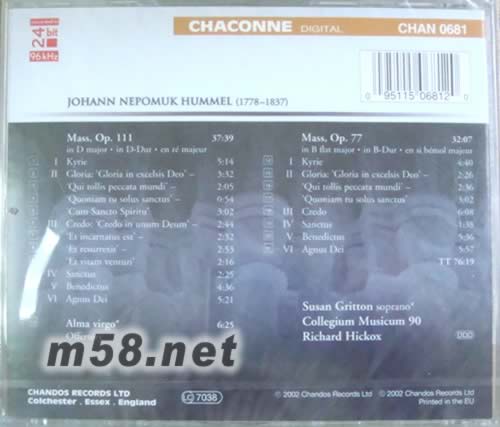 24 bit
96 kHz
CHACONNE DIGITAL
CHAN 0681
0 95115 06812 0
JOHANN NEPOMUK HUMMEL (1778–1837)
Mass, Op. 111 37:39
in D major · in D-Dur · en ré majeur
I Kyrie 5:14
II Gloria: 'Gloria in excelsis Deo' – 3:32
'Qui tollis peccata mundi' – 2:05
'Quoniam tu solus sanctus' – 0:54
'Cum Sancto Spiritu' 3:02
III Credo: 'Credo in unum Deum' – 2:44
'Et incarnatus est' – 2:32
'Et resurrexit' – 2:53
'Et vitam venturi' 3:16
IV Sanctus 2:25
V Benedictus 4:36
VI Agnus Dei 5:21
Alma virgo* 6:25
Mass, Op. 77 32:07
in B flat major · in B-Dur · en si bémol majeur
I Kyrie 4:40
II Gloria: 'Gloria in excelsis Deo' – 2:26
'Qui tollis peccata mundi' – 2:36
'Quoniam tu solus sanctus' 3:02
III Credo 6:08
IV Sanctus 1:38
V Benedictus 5:36
VI Agnus Dei 5:57
TT 76:19
Susan Gritton soprano*
Collegium Musicum 90
Richard Hickox
DDD
m58.net
CHANDOS RECORDS LTD
Colchester . Essex . England
LC 7038
℗ 2002 Chandos Records Ltd © 2002 Chandos Records Ltd
Printed in the EU